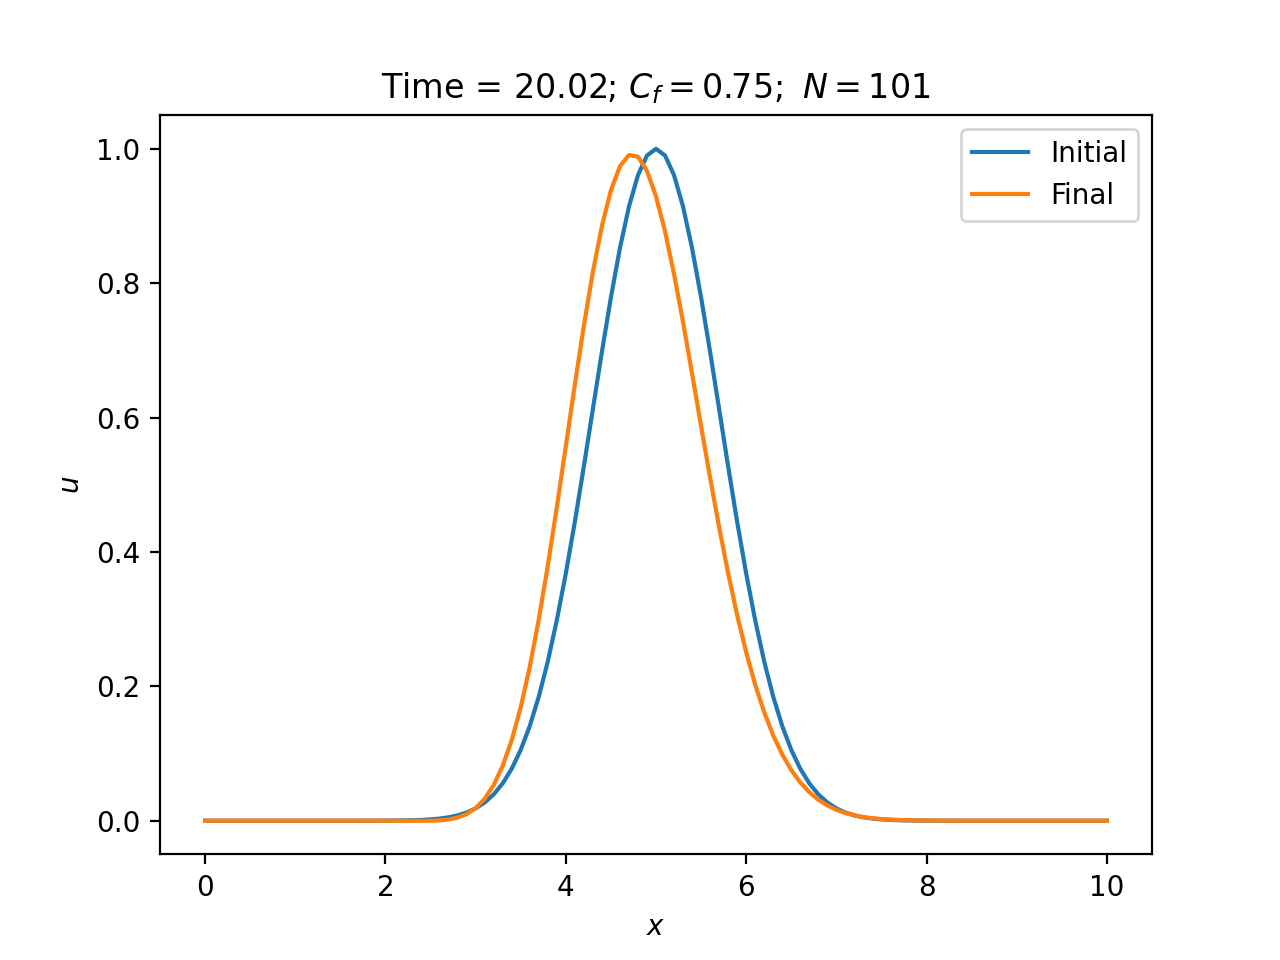 Time = 20.02; C_f = 0.75; N = 101
Initial
Final
1.0
0.8
0.6
0.4
0.2
0.0
u
0 2 4 6 8 10
x